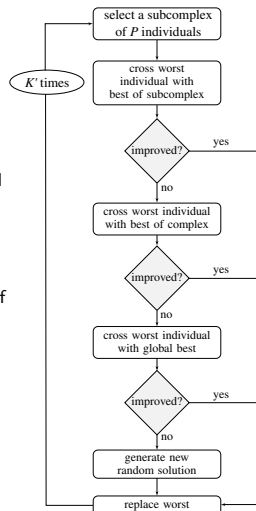 select a subcomplex
of P individuals
K' times
cross worst
individual with
best of subcomplex
improved?
yes
no
cross worst individual
with best of complex
improved?
yes
no
cross worst individual
with global best
improved?
yes
no
generate new
random solution
replace worst